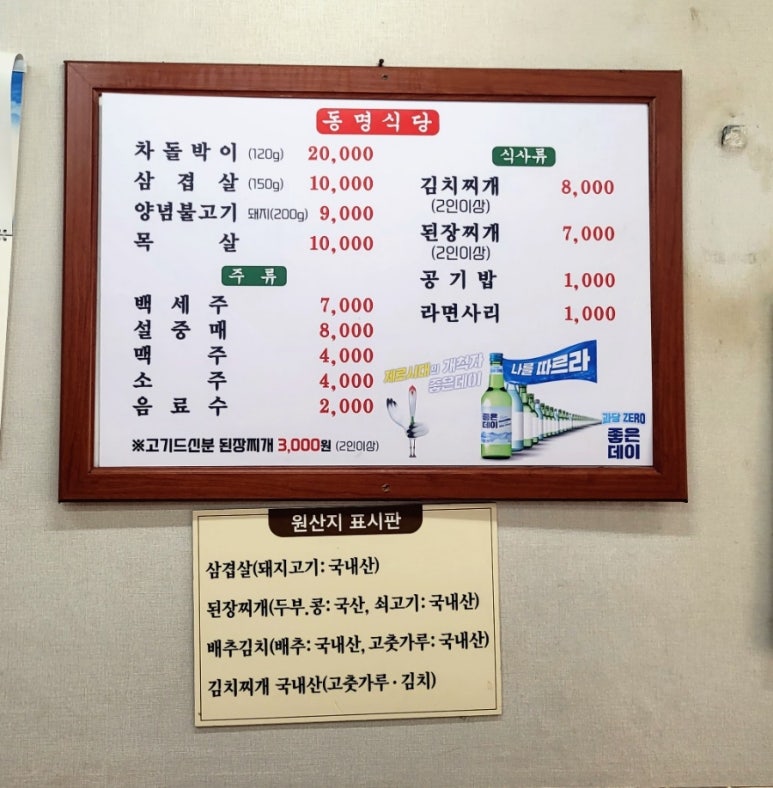 동명식당
차돌박이 (120g) 20,000
삼겹살 (150g) 10,000
양념불고기 돼지(200g) 9,000
목살 10,000
주류
백세주 7,000
설중매 8,000
맥주 4,000
소주 4,000
음료수 2,000
※고기드신분 된장찌개 3,000원 (2인이상)
식사류
김치찌개 8,000
(2인이상)
된장찌개 7,000
(2인이상)
공기밥 1,000
라면사리 1,000
제로시대의 개척자
좋은데이
나를 따르라
좋은
데이
과당 ZERO
좋은
데이
원산지 표시판
삼겹살(돼지고기: 국내산)
된장찌개(두부.콩: 국산, 쇠고기: 국내산)
배추김치(배추: 국내산, 고춧가루: 국내산)
김치찌개 국내산(고춧가루·김치)